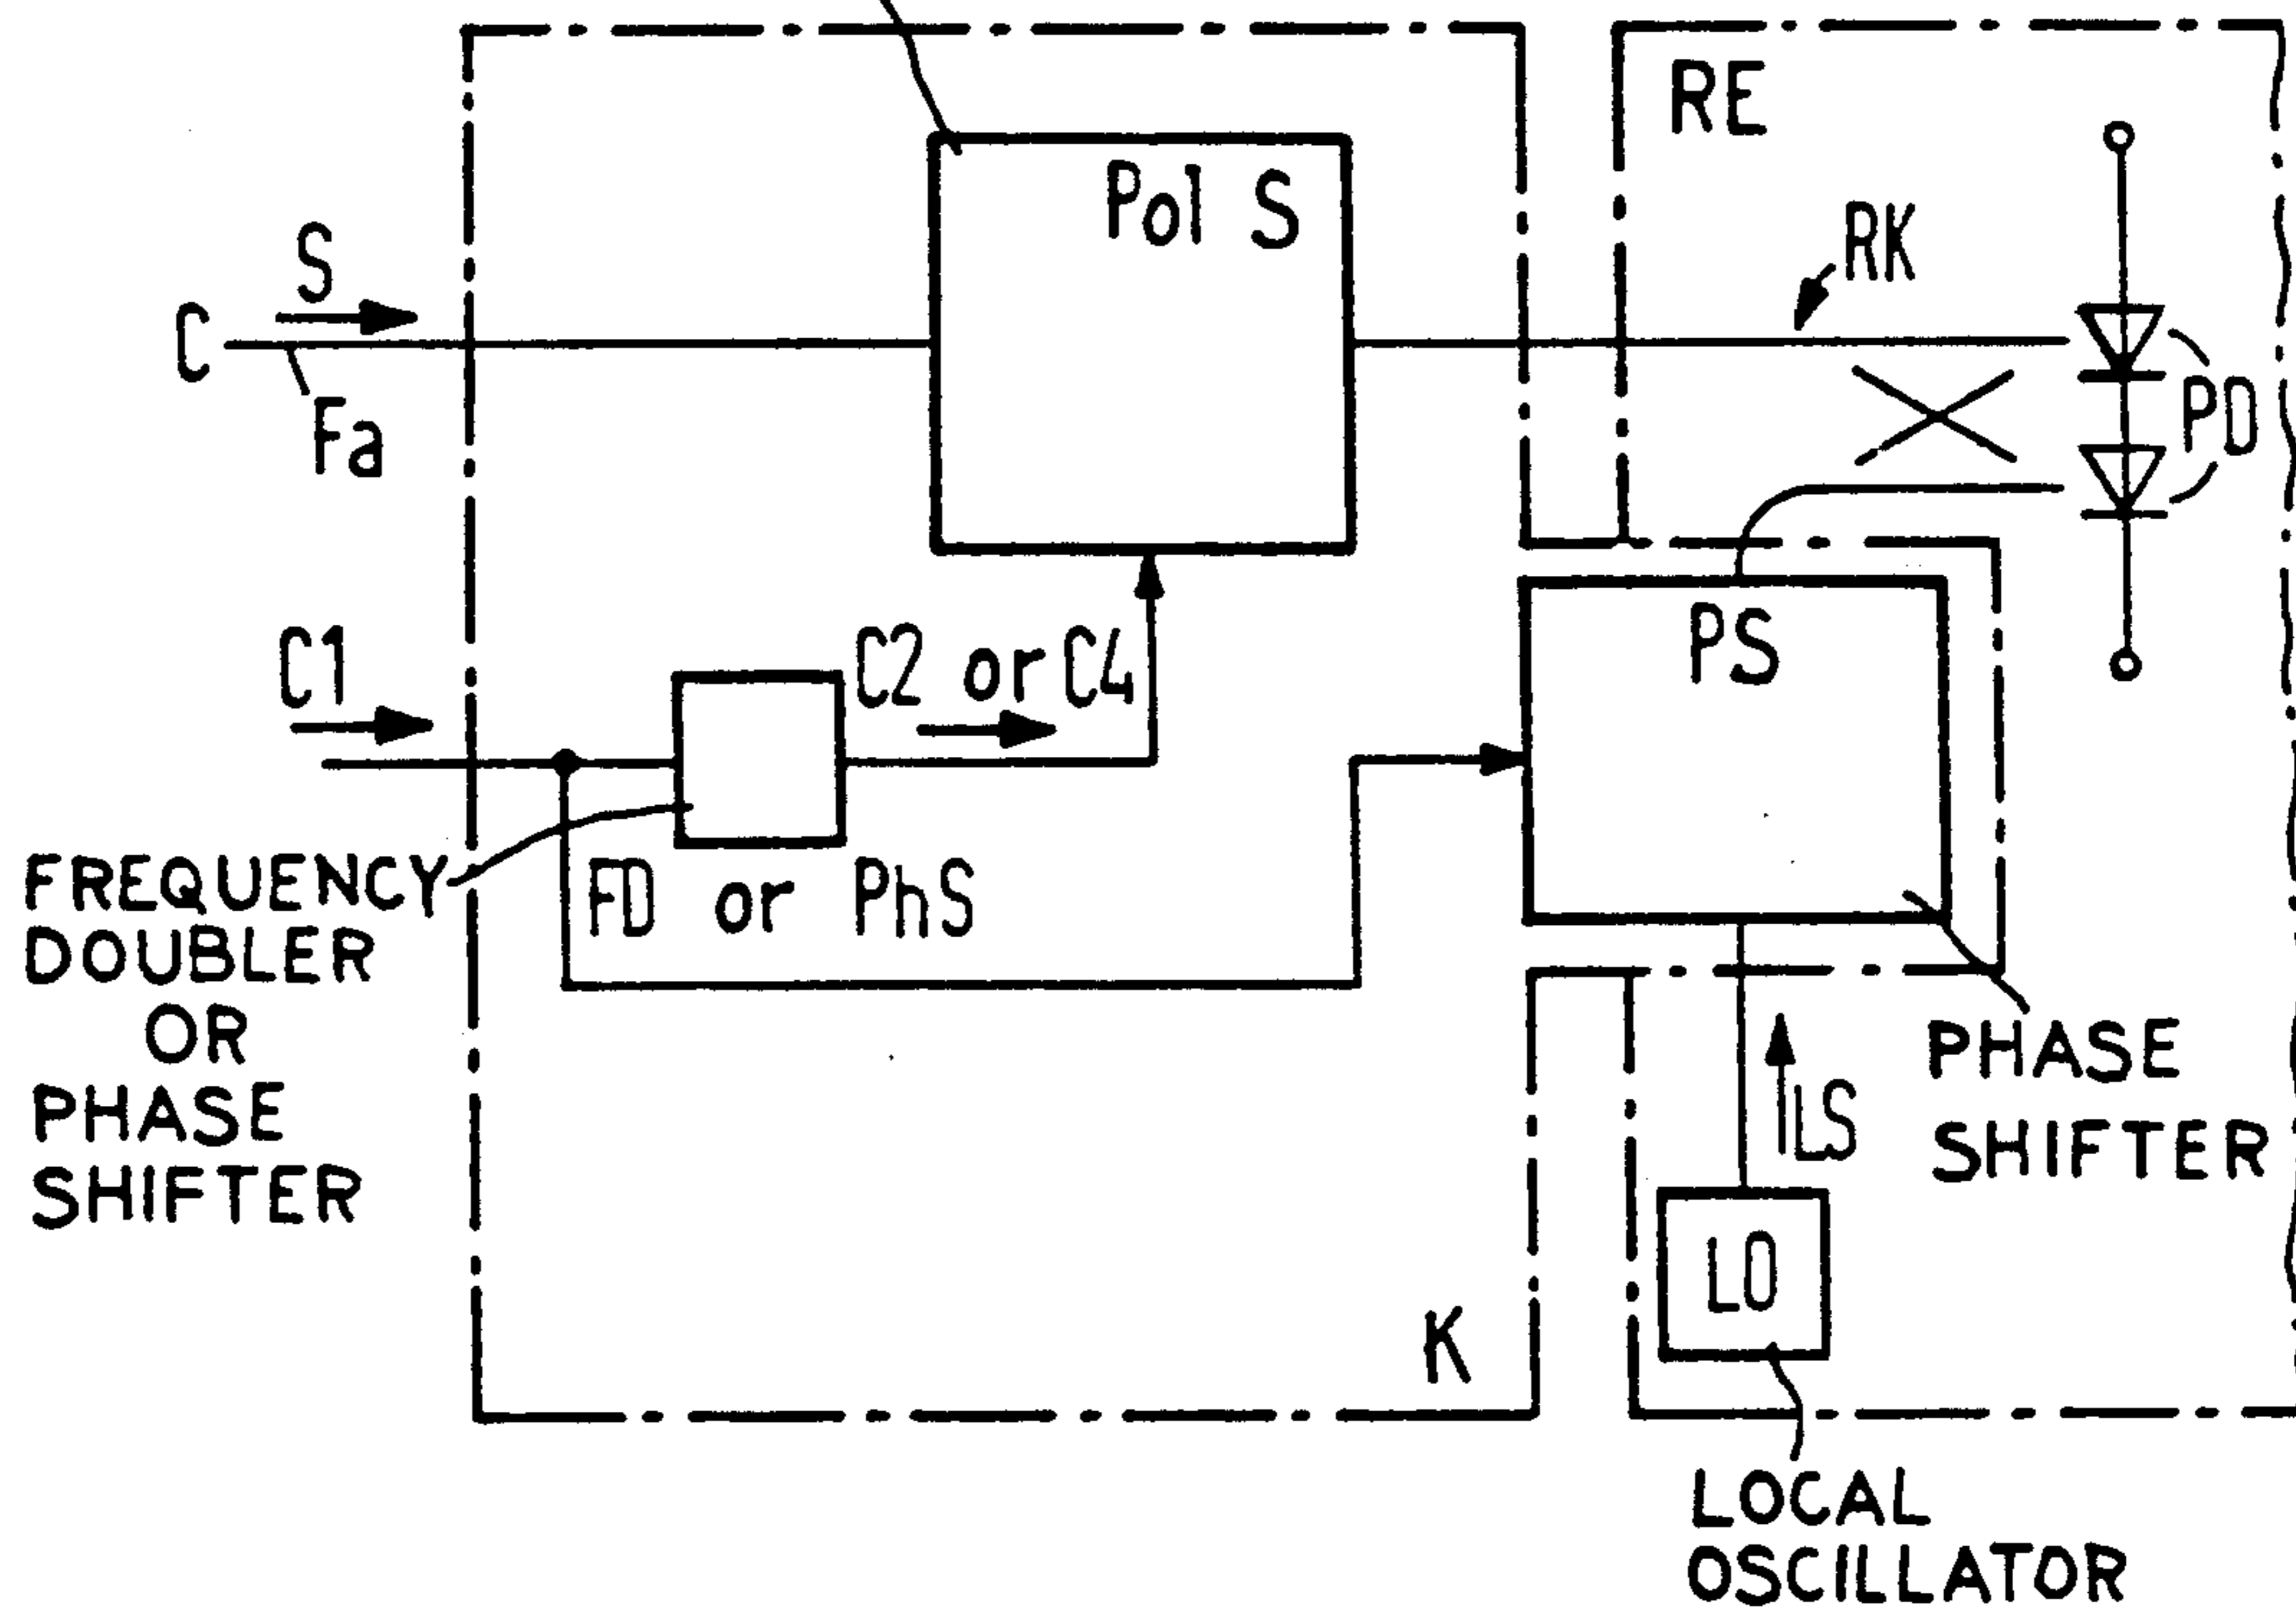 RE
Pol S
RK
S
C
Fa
PD
C1
C2 or C4
PS
FD or PhS
FREQUENCY
DOUBLER
OR
PHASE
SHIFTER
PHASE
SHIFTER
LS
LO
K
LOCAL
OSCILLATOR